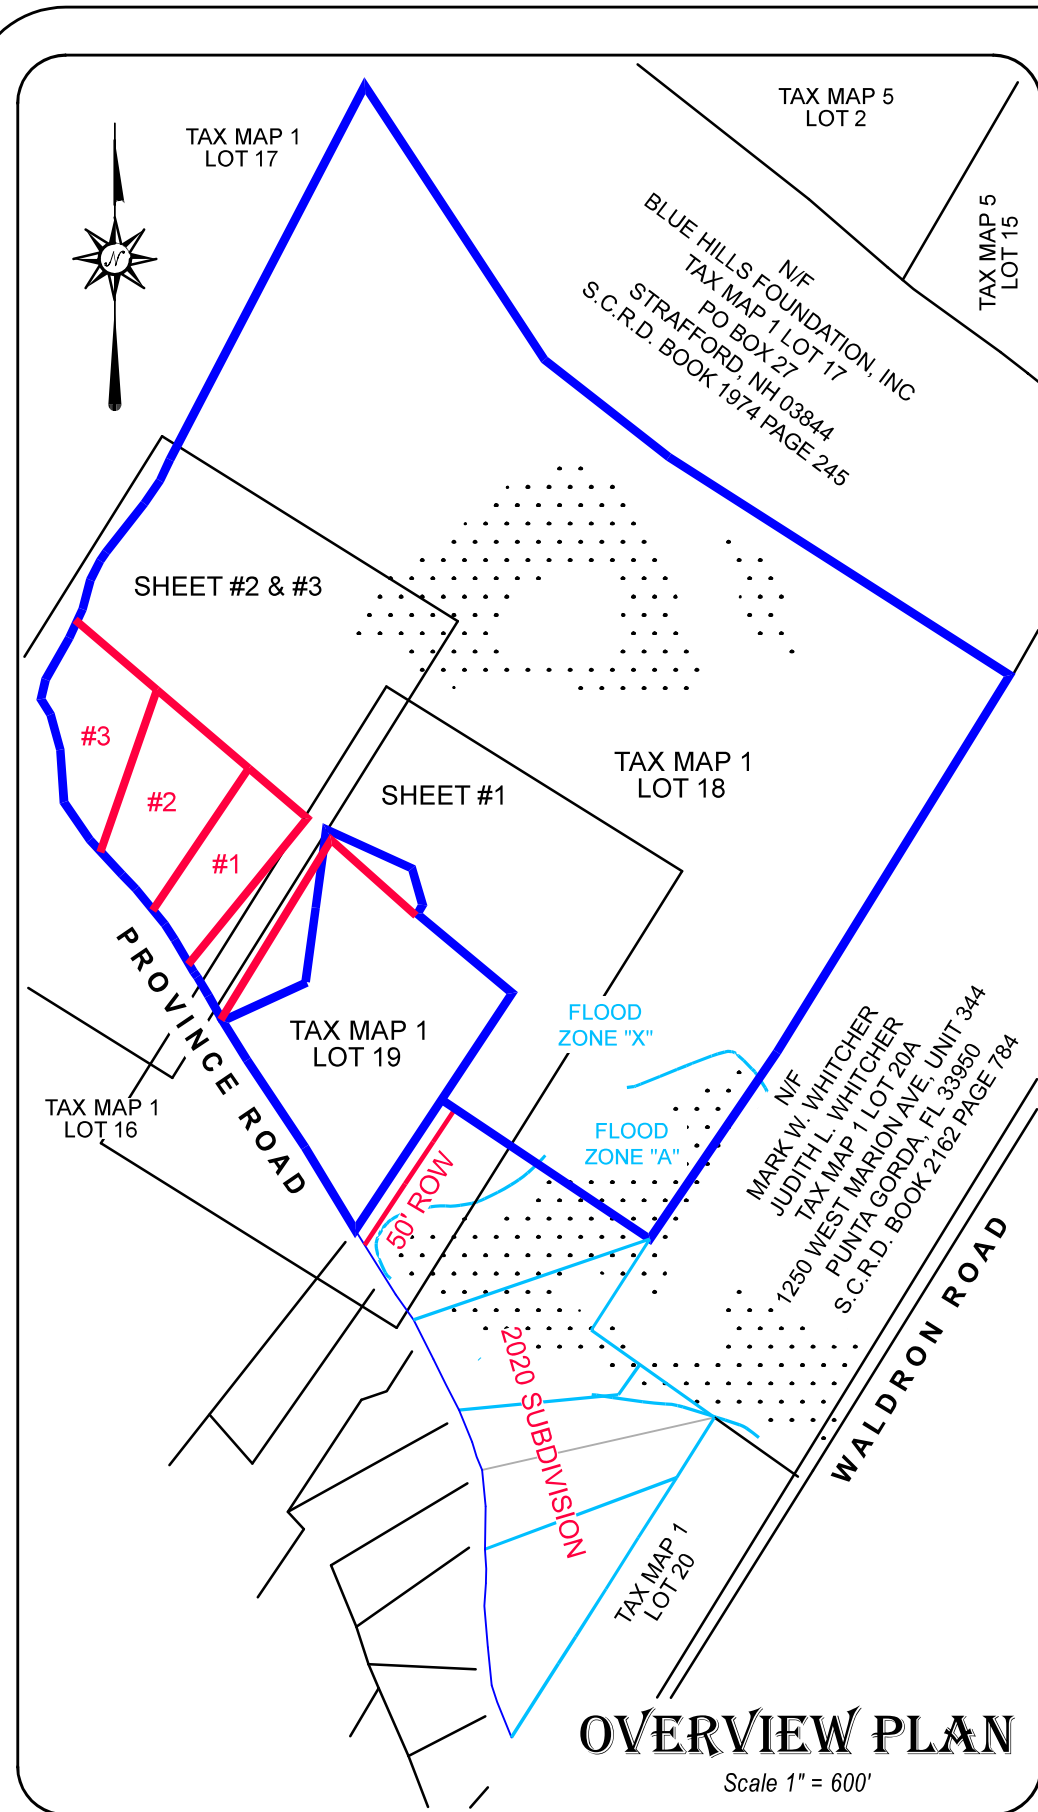 TAX MAP 5
LOT 2
TAX MAP 1
LOT 17
TAX MAP 5
LOT 15
N/F
BLUE HILLS FOUNDATION, INC
TAX MAP 1 LOT 17
PO BOX 27
STRAFFORD, NH 03844
S.C.R.D. BOOK 1974 PAGE 245
N
SHEET #2 & #3
#3
#2
#1
SHEET #1
TAX MAP 1
LOT 18
PROVINCE ROAD
TAX MAP 1
LOT 19
FLOOD
ZONE "X"
TAX MAP 1
LOT 16
FLOOD
ZONE "A"
50' ROW
N/F
MARK W. WHITCHER
JUDITH L. WHITCHER
TAX MAP 1 LOT 20A
1250 WEST MARION AVE, UNIT 344
PUNTA GORDA, FL 33950
S.C.R.D. BOOK 2162 PAGE 784
WALDRON ROAD
2020 SUBDIVISION
TAX MAP 1
LOT 20
OVERVIEW PLAN
Scale 1" = 600'